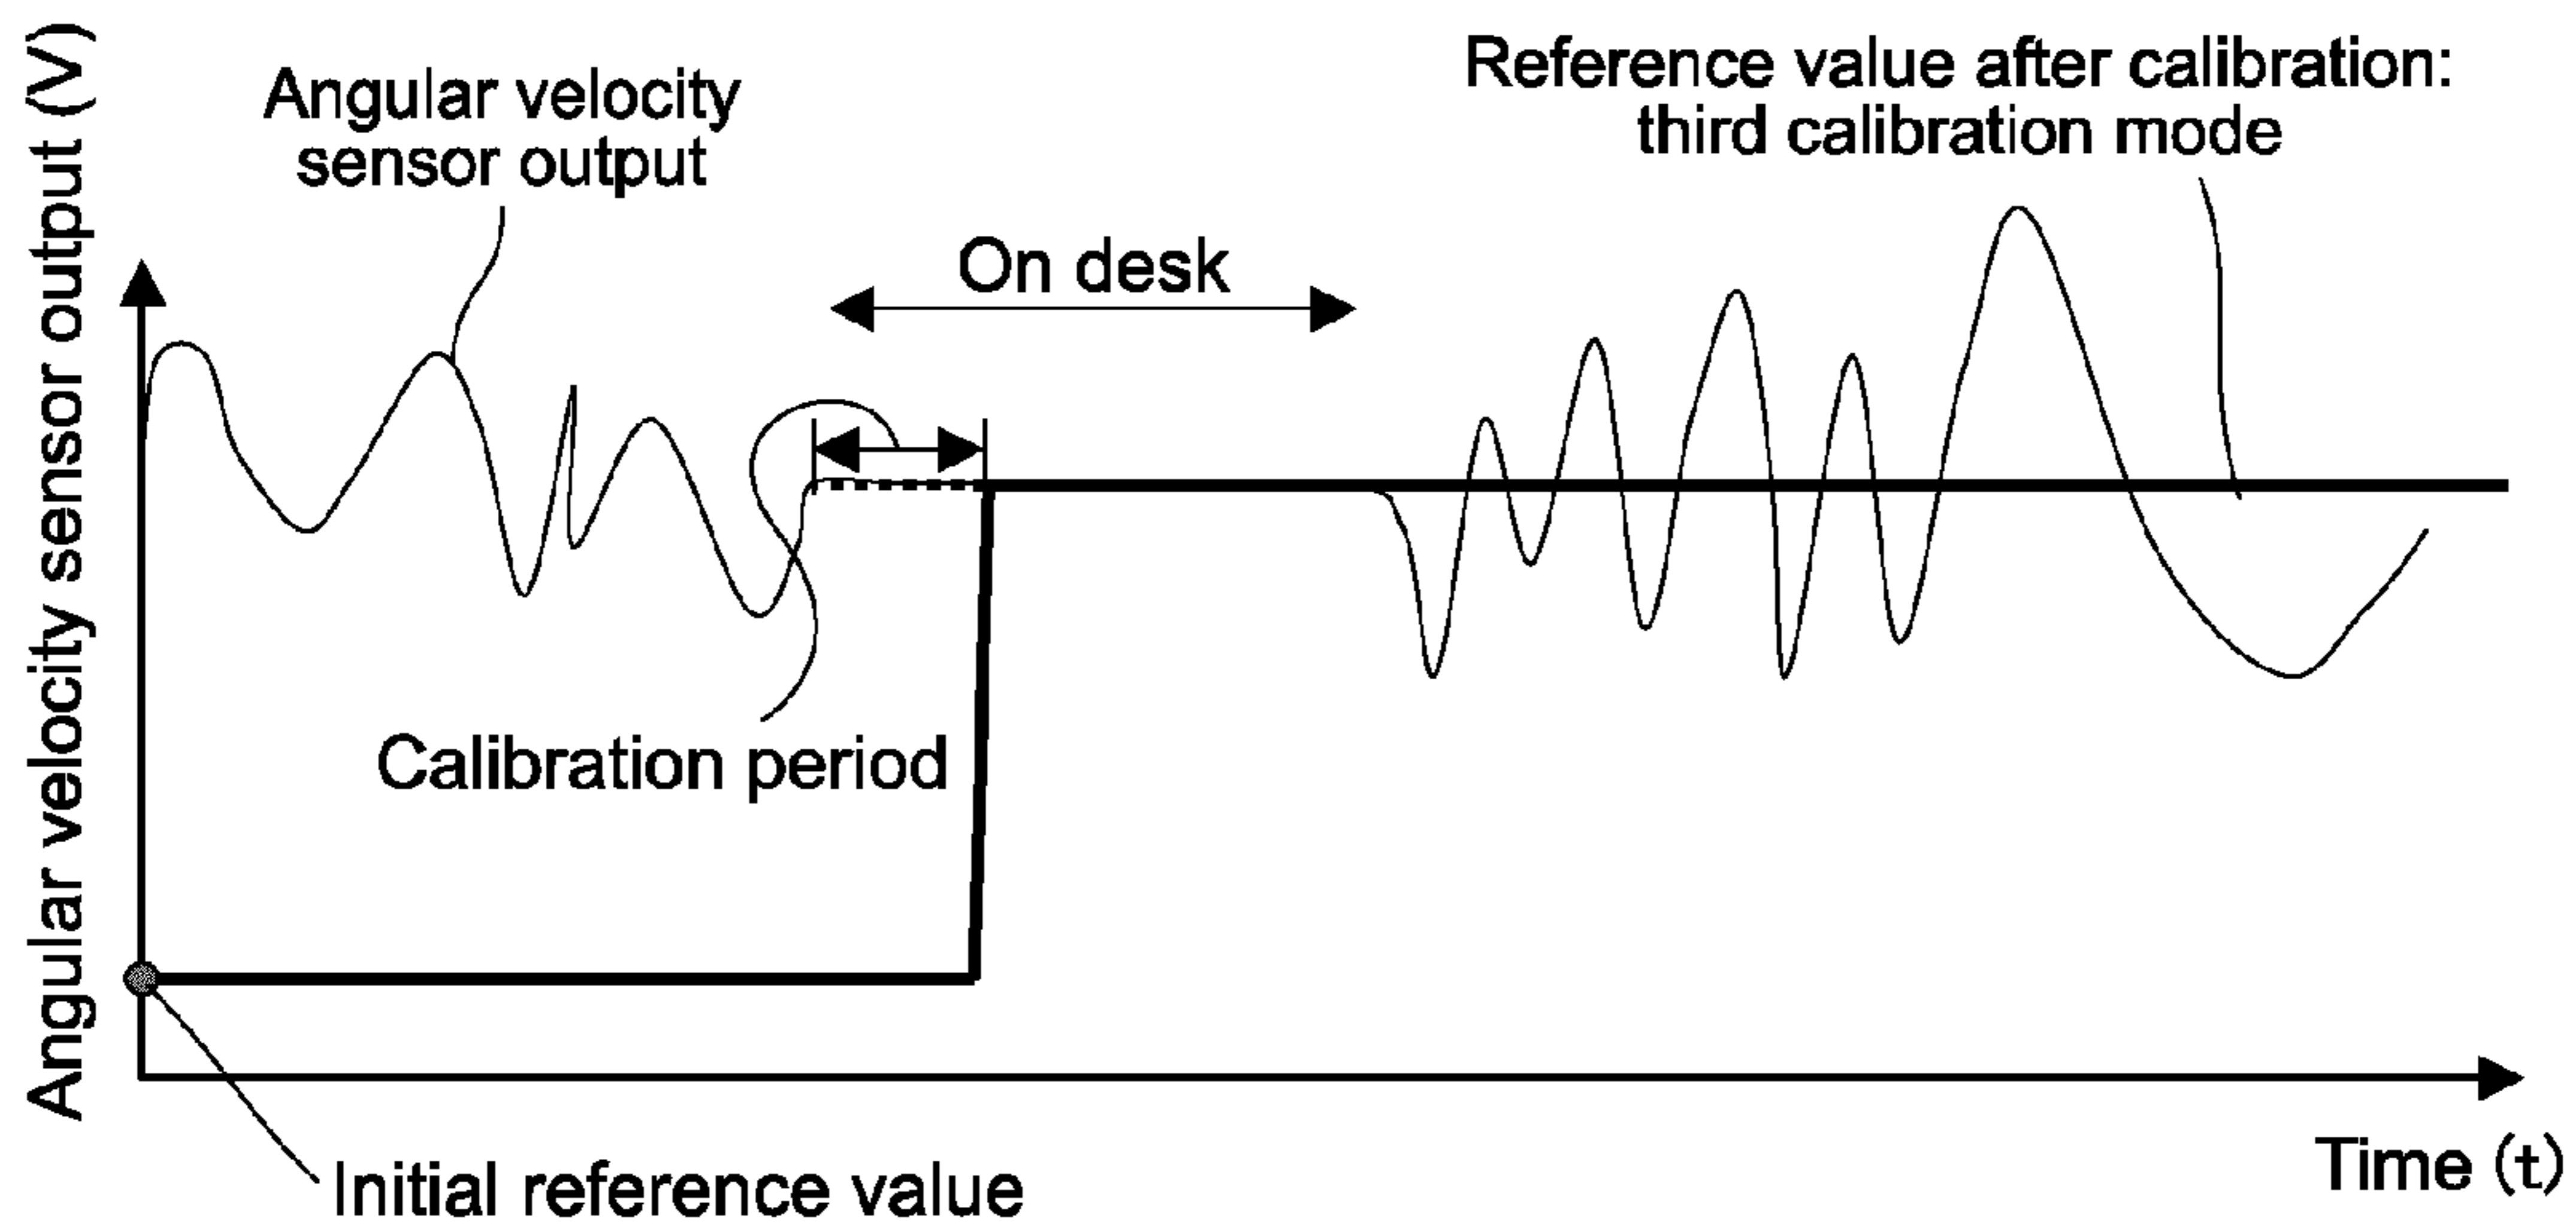 Angular velocity sensor output (V)
Angular velocity
sensor output
On desk
Reference value after calibration:
third calibration mode
Calibration period
Initial reference value
Time (t)